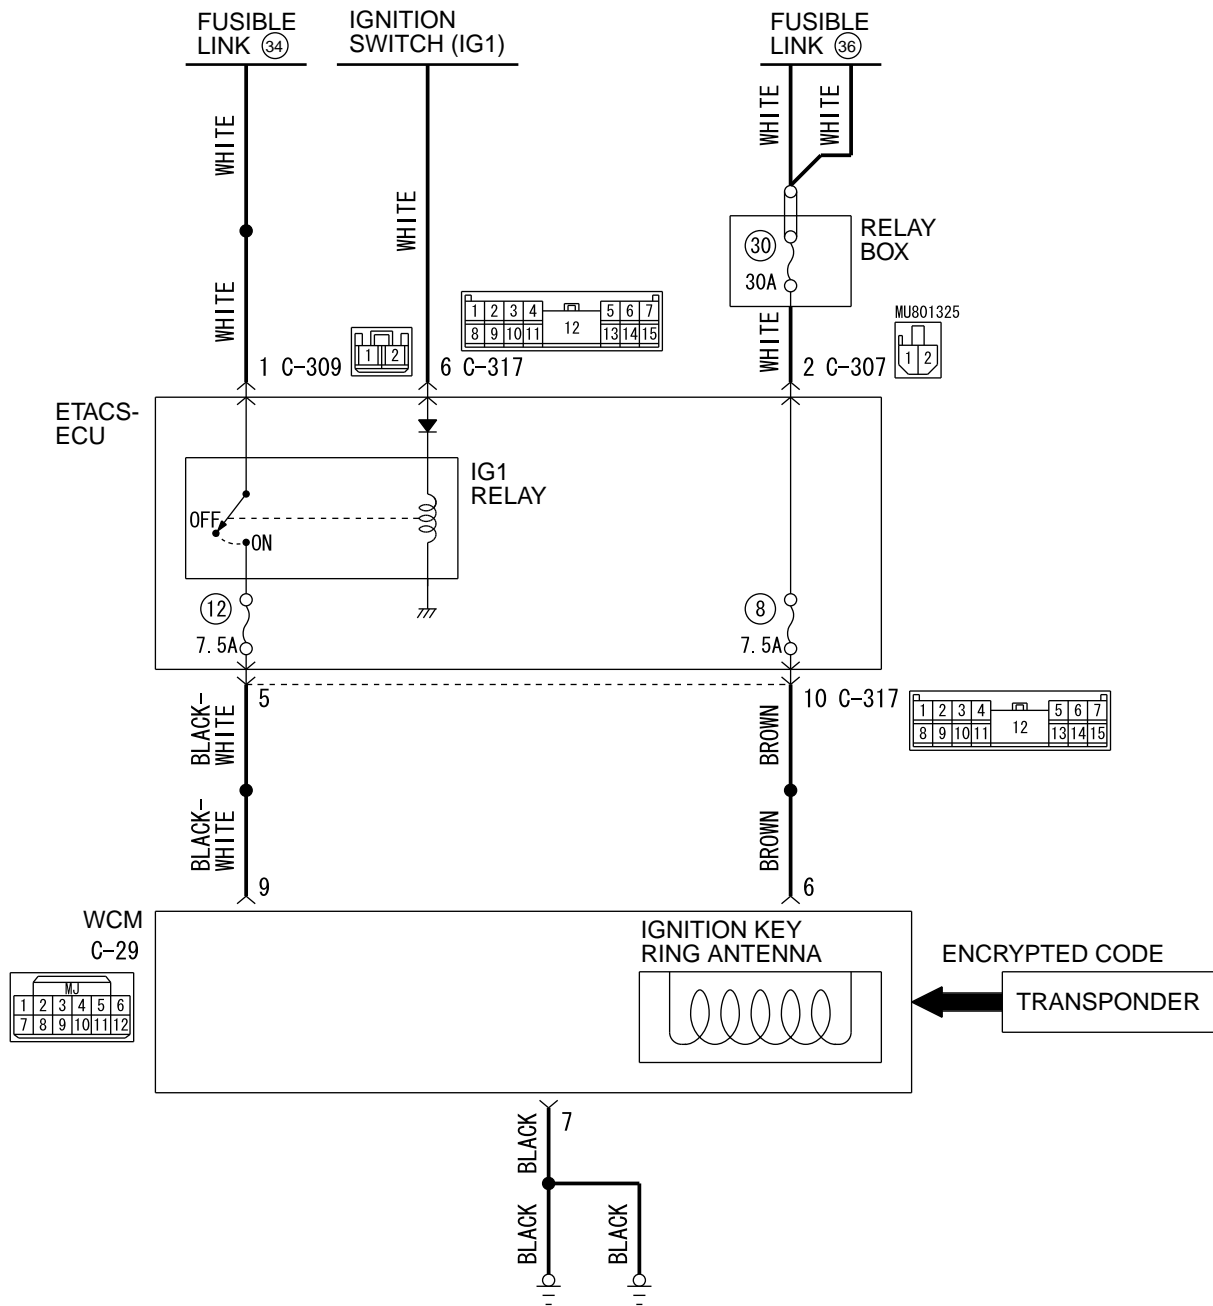 FUSIBLE
LINK 34
IGNITION
SWITCH (IG1)
FUSIBLE
LINK 36
WHITE
WHITE
WHITE
WHITE
WHITE
30
30A
RELAY
BOX
WHITE
1 C-309
1 2
6 C-317
1 2 3 4 5 6 7
8 9 10 11 12 13 14 15
2 C-307
MU801325
1 2
ETACS-
ECU
IG1
RELAY
OFF
ON
12
7.5A
8
7.5A
5
10 C-317
1 2 3 4 5 6 7
8 9 10 11 12 13 14 15
BLACK-
WHITE
BROWN
BLACK-
WHITE
BROWN
9
6
WCM
C-29
MJ
1 2 3 4 5 6
7 8 9 10 11 12
IGNITION KEY
RING ANTENNA
ENCRYPTED CODE
TRANSPONDER
7
BLACK
BLACK
BLACK